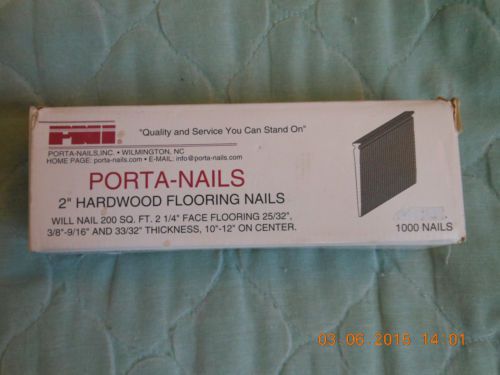 PNI
"Quality and Service You Can Stand On"
PORTA-NAILS,INC. • WILMINGTON, NC
HOME PAGE: porta-nails.com • E-MAIL: info@porta-nails.com
PORTA-NAILS
2" HARDWOOD FLOORING NAILS
WILL NAIL 200 SQ. FT. 2 1/4" FACE FLOORING 25/32",
3/8"-9/16" AND 33/32" THICKNESS, 10"-12" ON CENTER.
1000 NAILS
03.06.2015 14:01